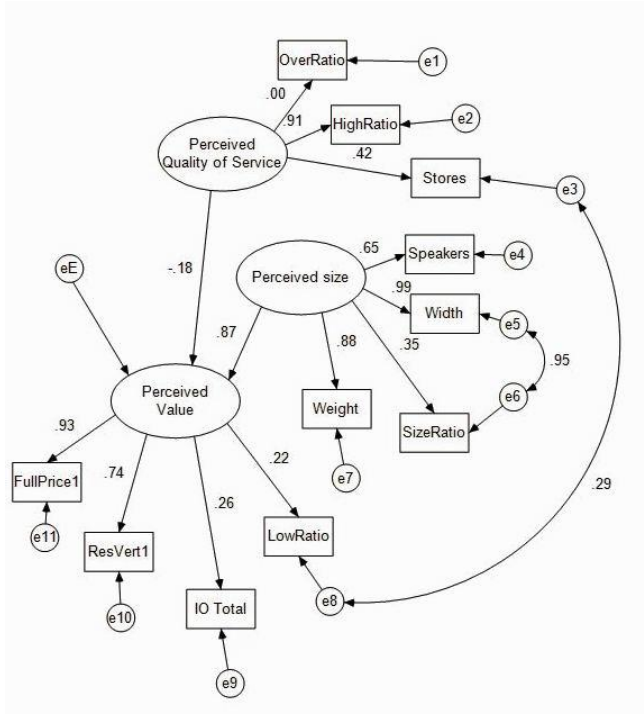 OverRatio
e1
.00
.91
HighRatio
e2
Perceived
Quality of Service
.42
Stores
e3
-.18
eE
.65
Speakers
e4
Perceived size
.99
Width
e5
.87
.88
.35
.95
e6
Perceived
Value
Weight
SizeRatio
.93
e7
.22
FullPrice1
.74
.26
.29
LowRatio
e11
ResVert1
e8
IO Total
e10
e9